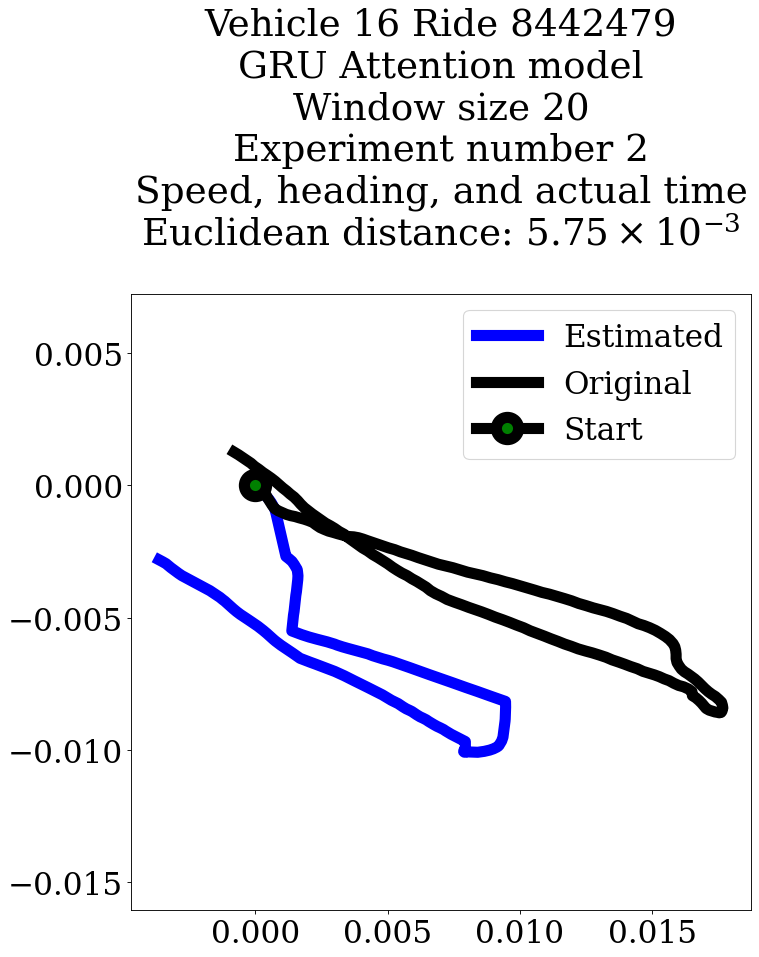 Vehicle 16 Ride 8442479
GRU Attention model
Window size 20
Experiment number 2
Speed, heading, and actual time
Euclidean distance: 5.75 × 10⁻³
Estimated
Original
Start
0.005
0.000
−0.005
−0.010
−0.015
0.000 0.005 0.010 0.015